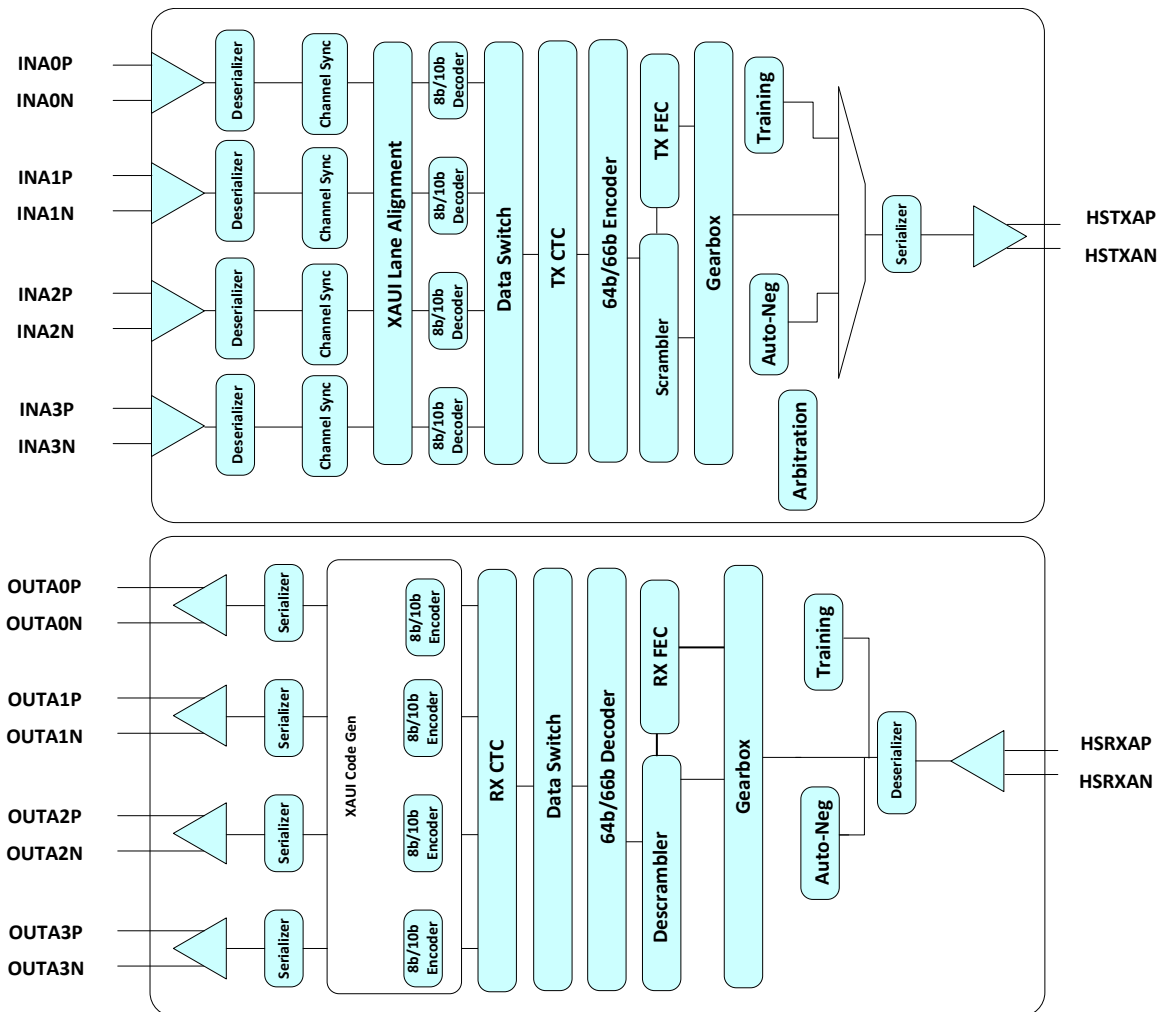 INA0P
INA0N
INA1P
INA1N
INA2P
INA2N
INA3P
INA3N
Deserializer
Deserializer
Deserializer
Deserializer
Channel Sync
Channel Sync
Channel Sync
Channel Sync
XAUI Lane Alignment
8b/10b
Decoder
8b/10b
Decoder
8b/10b
Decoder
8b/10b
Decoder
Data Switch
TX CTC
64b/66b Encoder
TX FEC
Scrambler
Gearbox
Training
Auto-Neg
Arbitration
Serializer
HSTXAP
HSTXAN
OUTA0P
OUTA0N
OUTA1P
OUTA1N
OUTA2P
OUTA2N
OUTA3P
OUTA3N
Serializer
Serializer
Serializer
Serializer
XAUI Code Gen
8b/10b
Encoder
8b/10b
Encoder
8b/10b
Encoder
8b/10b
Encoder
RX CTC
Data Switch
64b/66b Decoder
RX FEC
Descrambler
Gearbox
Training
Auto-Neg
Deserializer
HSRXAP
HSRXAN